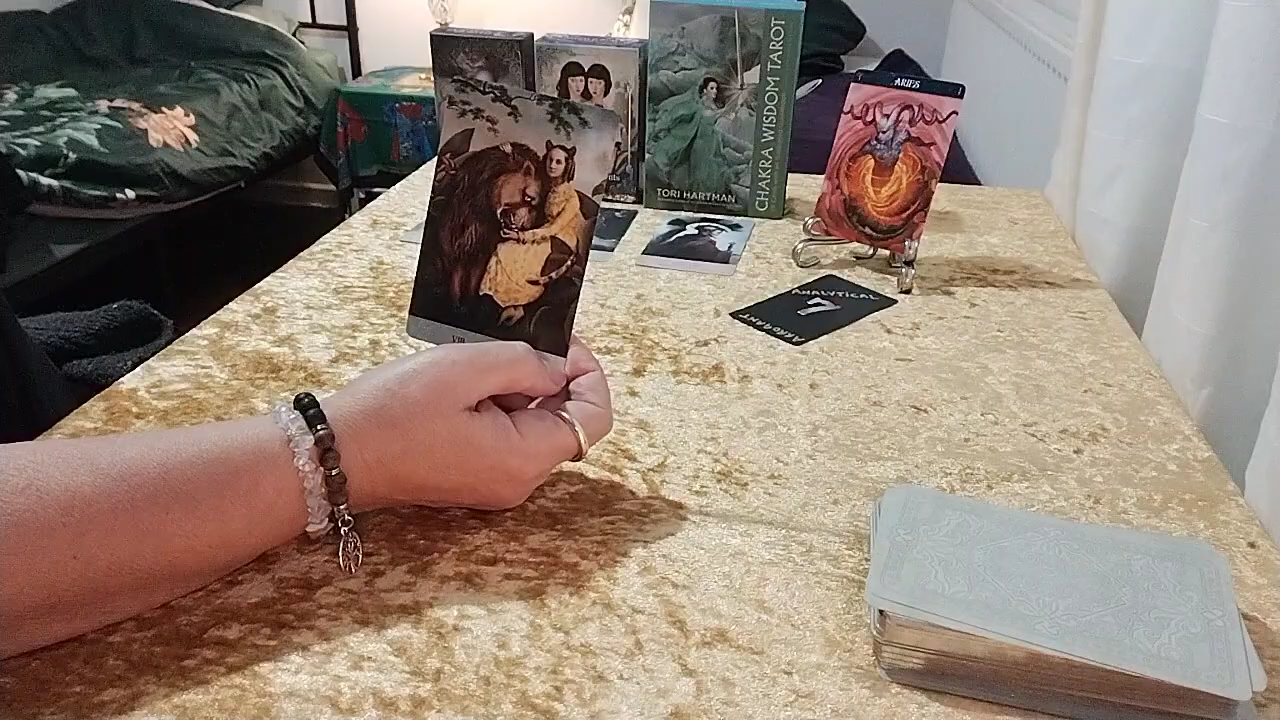 ARIES
CHAKRA WISDOM TAROT
TORI HARTMAN
ANALYTICAL
7
ARROGANT
VIII